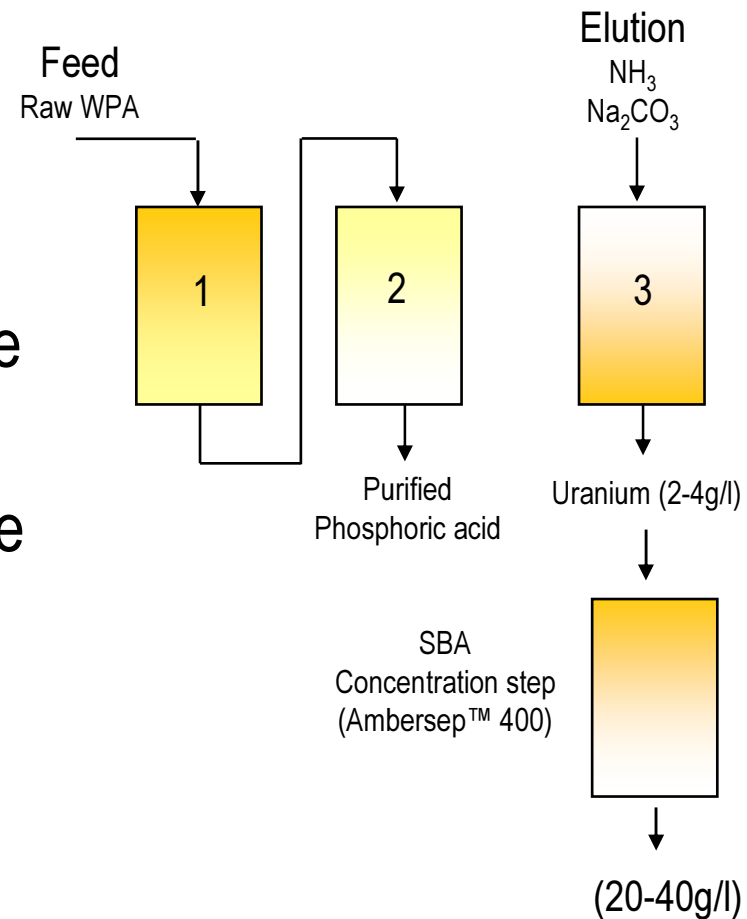 Feed
Raw WPA
Elution
NH₃
Na₂CO₃
1
2
3
e
e
Purified
Phosphoric acid
Uranium (2-4g/l)
SBA
Concentration step
(Ambersep™ 400)
(20-40g/l)